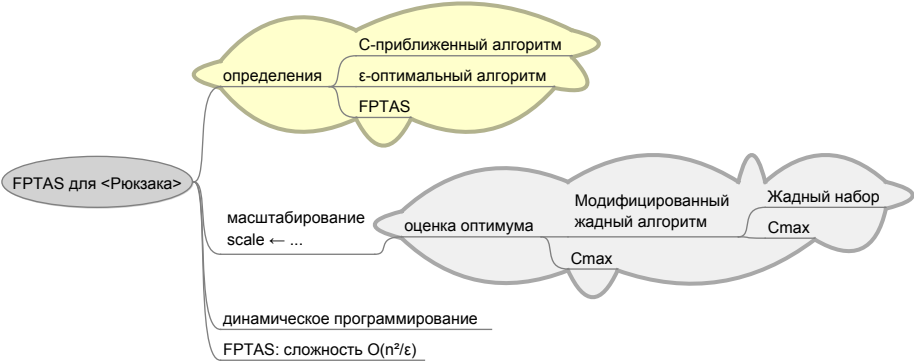 FPTAS для <Рюкзака>
определения
С-приближенный алгоритм
ε-оптимальный алгоритм
FPTAS
масштабирование
scale ← ...
оценка оптимума
Модифицированный
жадный алгоритм
Жадный набор
Cmax
Cmax
динамическое программирование
FPTAS: сложность O(n²/ε)